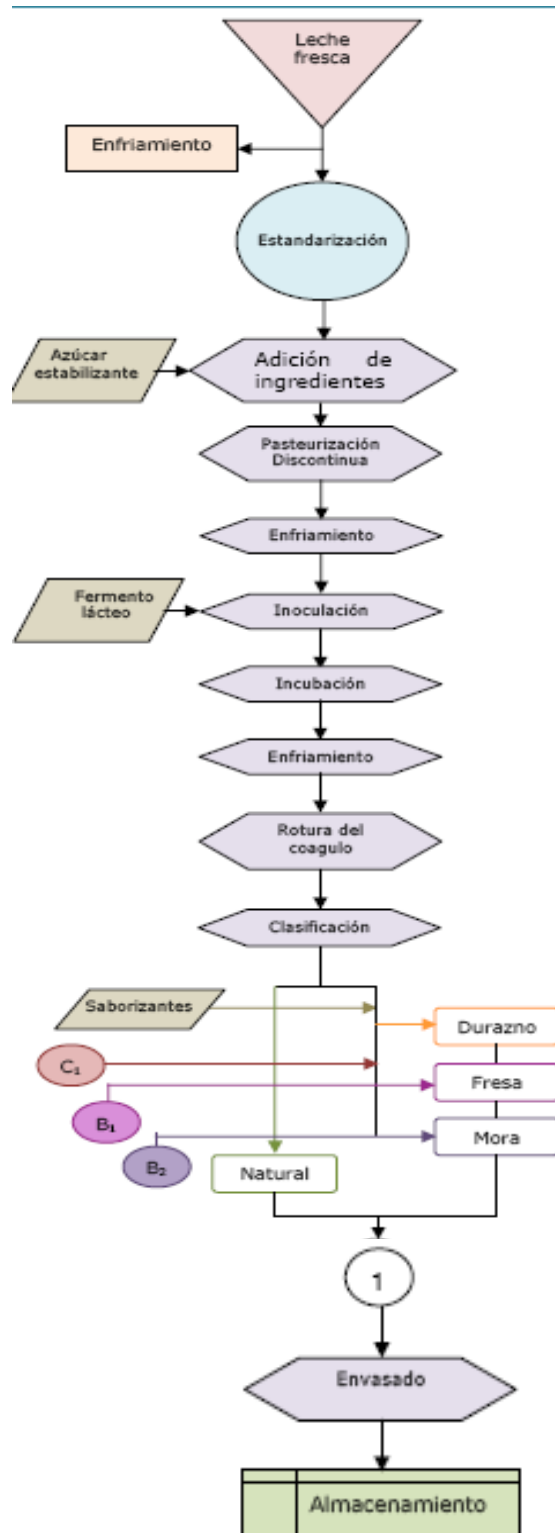 Leche
fresca
Enfriamiento
Estandarización
Azúcar
estabilizante
Adición de
ingredientes
Pasteurización
Discontinua
Enfriamiento
Fermento
lácteo
Inoculación
Incubación
Enfriamiento
Rotura del
coagulo
Clasificación
Saborizantes
Durazno
C₁
Fresa
B₁
Mora
B₂
Natural
1
Envasado
Almacenamiento